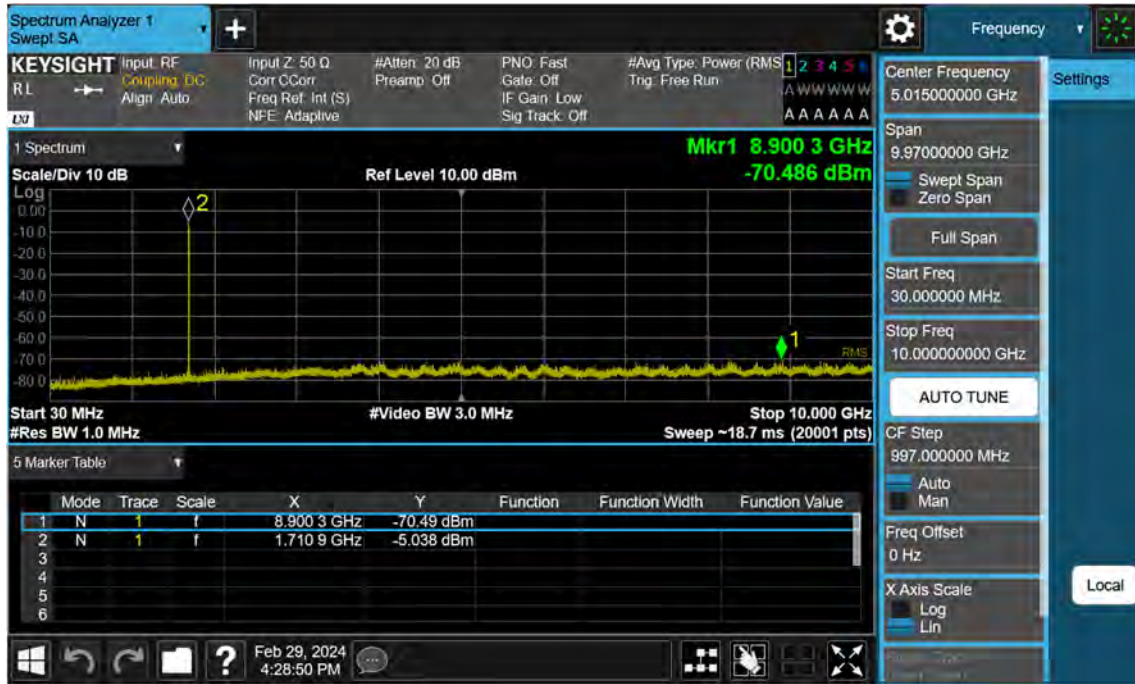 Spectrum Analyzer 1
Swept SA
+
Frequency
KEYSIGHT
RL
LXI
Input: RF
Coupling: DC
Align: Auto
Input Z: 50 Ω
Corr CCorr
Freq Ref: Int (S)
NFE: Adaptive
#Atten: 20 dB
Preamp: Off
PNO: Fast
Gate: Off
IF Gain: Low
Sig Track: Off
#Avg Type: Power (RMS
Trig: Free Run
1 2 3 4 5 6
A W W W W W
A A A A A A
1 Spectrum
Scale/Div 10 dB
Ref Level 10.00 dBm
Mkr1 8.900 3 GHz
-70.486 dBm
Log
0.00
-10.0
-20.0
-30.0
-40.0
-50.0
-60.0
-70.0
-80.0
2
1
RMS
Start 30 MHz
#Video BW 3.0 MHz
Stop 10.000 GHz
#Res BW 1.0 MHz
Sweep ~18.7 ms (20001 pts)
5 Marker Table
Mode Trace Scale X Y Function Function Width Function Value
1 N 1 f 8.900 3 GHz -70.49 dBm
2 N 1 f 1.710 9 GHz -5.038 dBm
3
4
5
6
?
Feb 29, 2024
4:28:50 PM
Center Frequency
5.015000000 GHz
Settings
Span
9.97000000 GHz
Swept Span
Zero Span
Full Span
Start Freq
30.000000 MHz
Stop Freq
10.000000000 GHz
AUTO TUNE
CF Step
997.000000 MHz
Auto
Man
Freq Offset
0 Hz
X Axis Scale
Log
Lin
Local